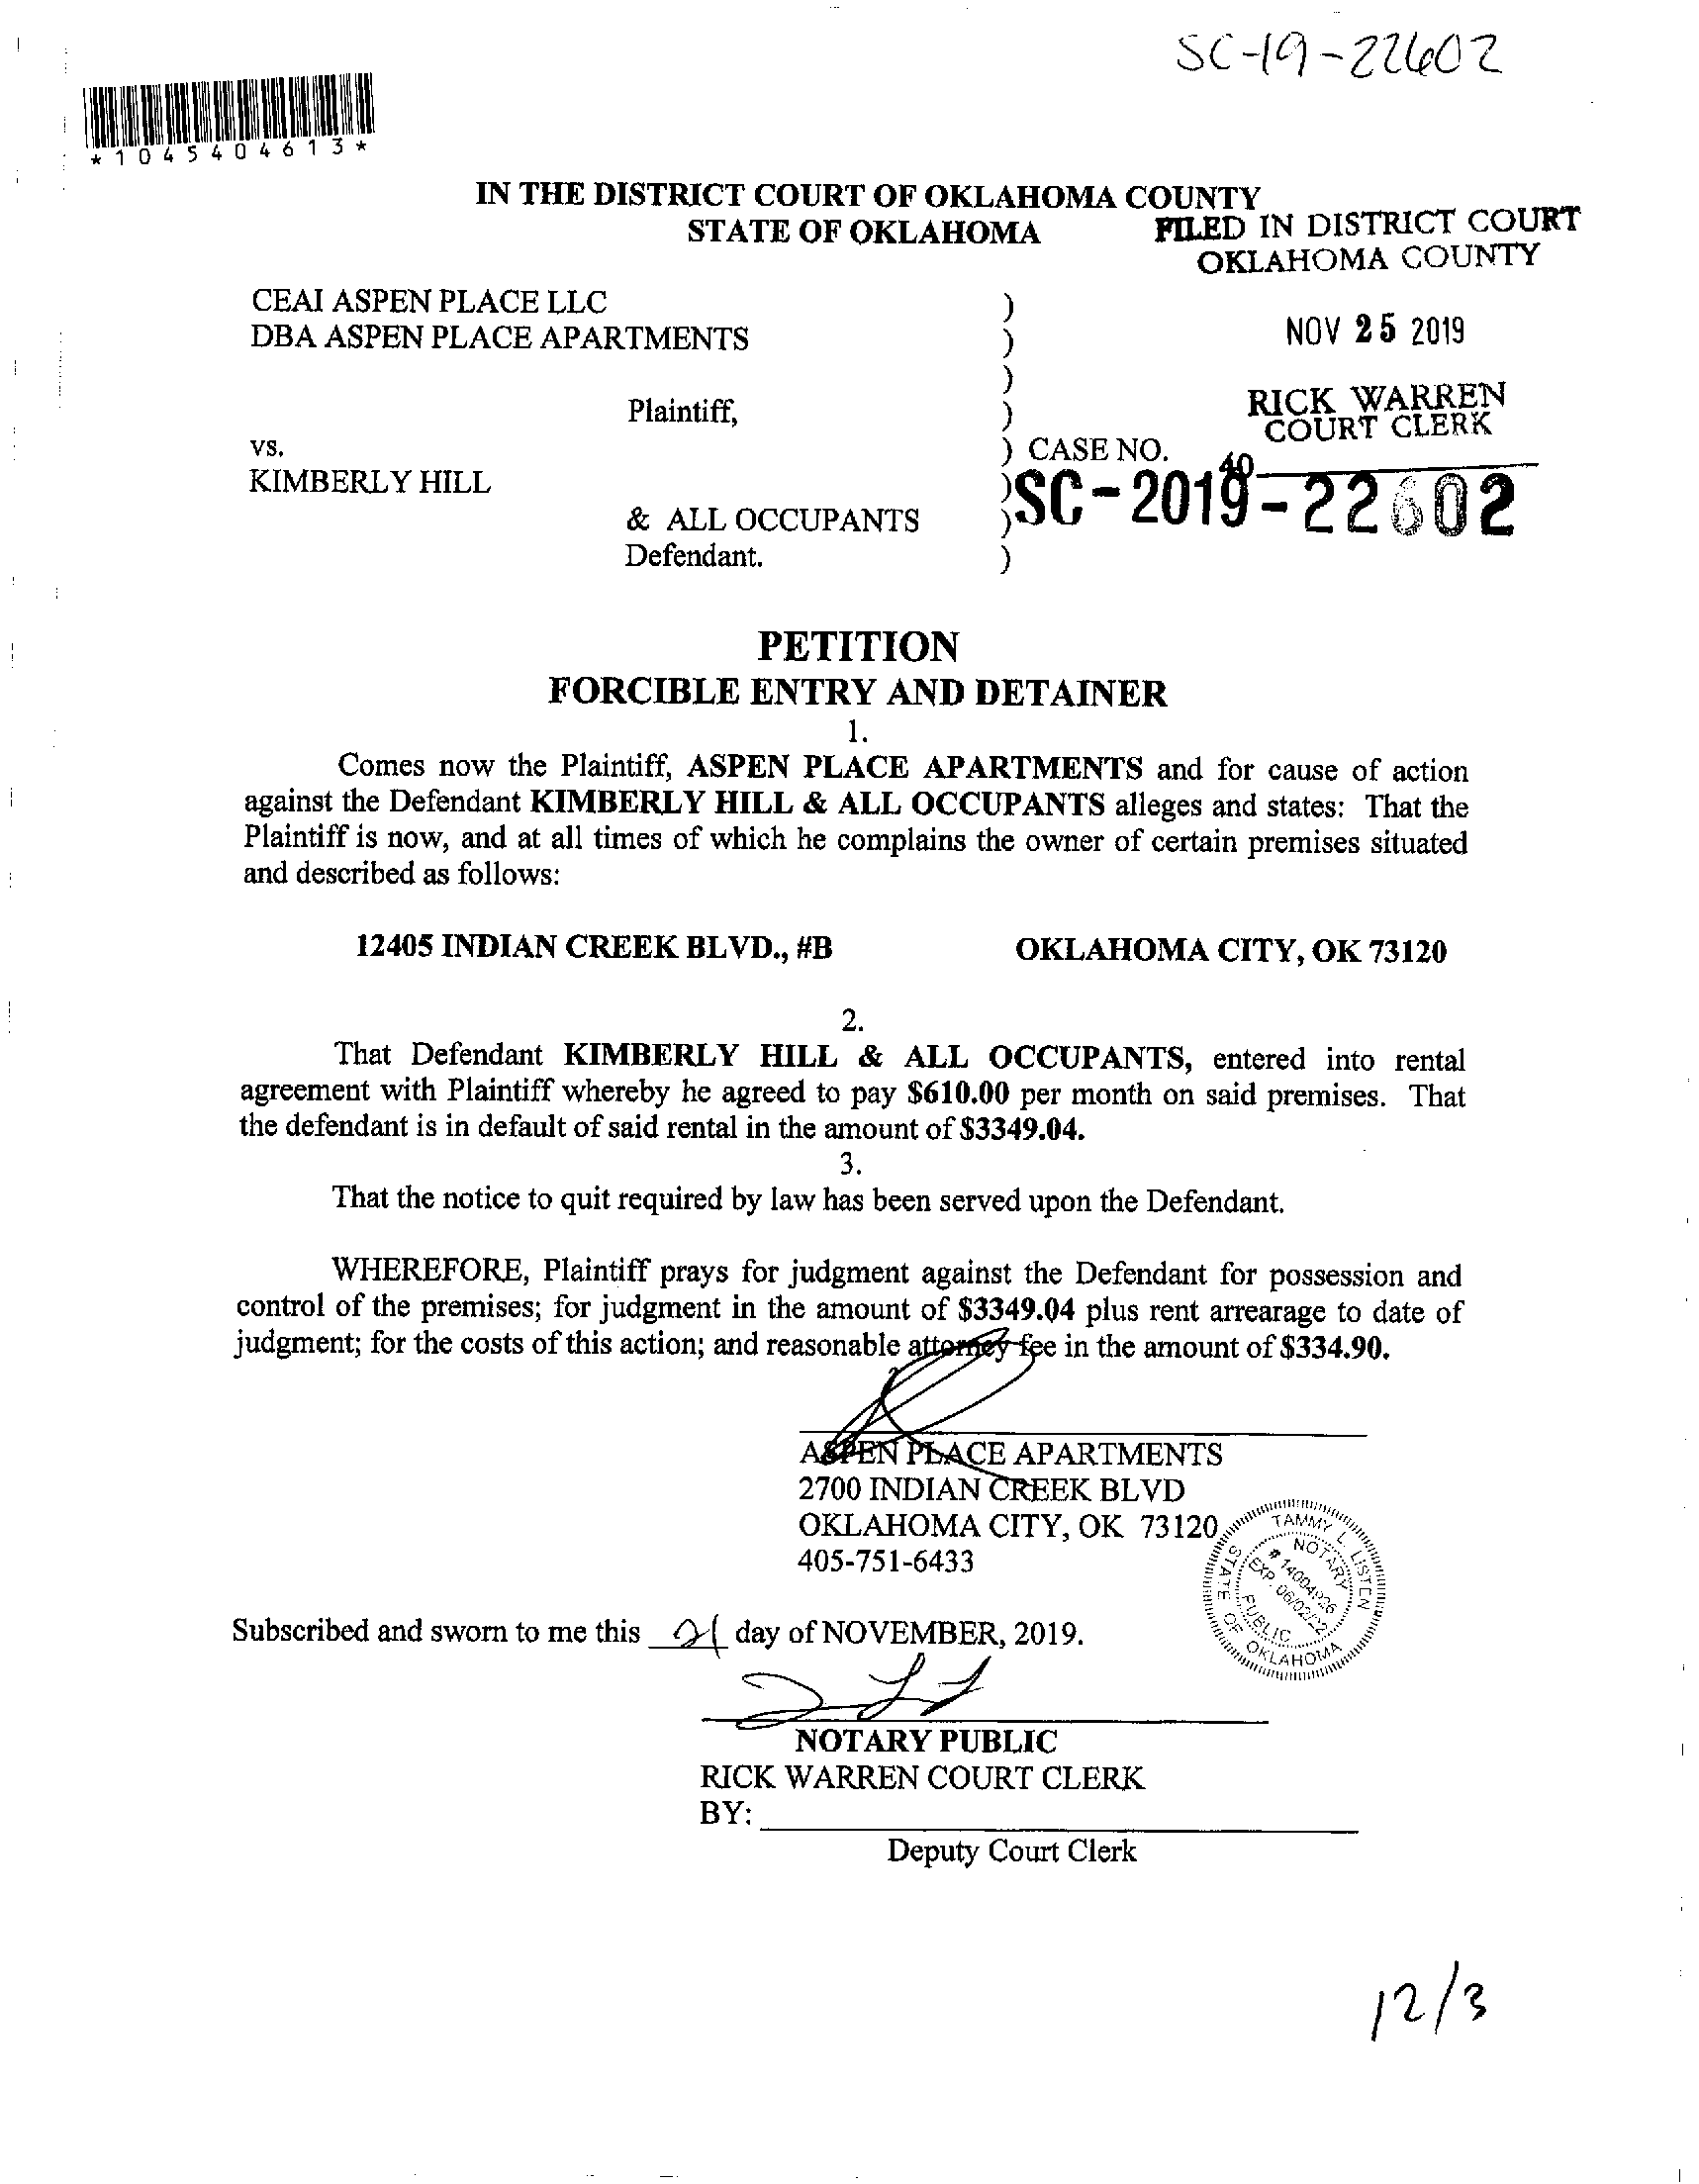 SC-19-22602
*1045404613*
IN THE DISTRICT COURT OF OKLAHOMA COUNTY
STATE OF OKLAHOMA
FILED IN DISTRICT COURT
OKLAHOMA COUNTY
CEAI ASPEN PLACE LLC )
DBA ASPEN PLACE APARTMENTS )
NOV 25 2019
)
Plaintiff, )
RICK WARREN
COURT CLERK
vs. ) CASE NO.
40
KIMBERLY HILL )
SC-2019-22602
& ALL OCCUPANTS )
Defendant. )
PETITION
FORCIBLE ENTRY AND DETAINER
1.
Comes now the Plaintiff, ASPEN PLACE APARTMENTS and for cause of action
against the Defendant KIMBERLY HILL & ALL OCCUPANTS alleges and states: That the
Plaintiff is now, and at all times of which he complains the owner of certain premises situated
and described as follows:
12405 INDIAN CREEK BLVD., #B OKLAHOMA CITY, OK 73120
2.
That Defendant KIMBERLY HILL & ALL OCCUPANTS, entered into rental
agreement with Plaintiff whereby he agreed to pay $610.00 per month on said premises. That
the defendant is in default of said rental in the amount of $3349.04.
3.
That the notice to quit required by law has been served upon the Defendant.
WHEREFORE, Plaintiff prays for judgment against the Defendant for possession and
control of the premises; for judgment in the amount of $3349.04 plus rent arrearage to date of
judgment; for the costs of this action; and reasonable attorney fee in the amount of $334.90.
ASPEN PLACE APARTMENTS
2700 INDIAN CREEK BLVD
OKLAHOMA CITY, OK 73120
405-751-6433
TAMMY L. LISTEN
NOTARY
EXP. 06/02/22
PUBLIC
STATE OF OKLAHOMA
Subscribed and sworn to me this 21 day of NOVEMBER, 2019.
NOTARY PUBLIC
RICK WARREN COURT CLERK
BY:
Deputy Court Clerk
12/3